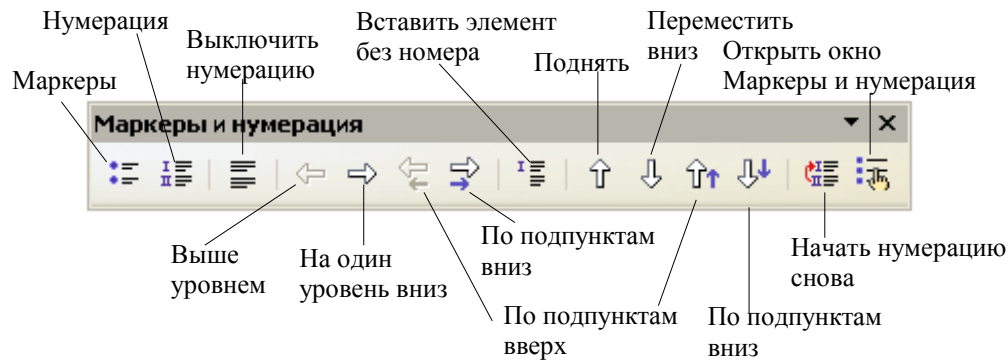 Нумерация
Выключить
нумерацию
Вставить элемент
без номера
Переместить
вниз
Поднять
Открыть окно
Маркеры и нумерация
Маркеры
Маркеры и нумерация
Выше
уровнем
На один
уровень вниз
По подпунктам
вниз
По подпунктам
вверх
По подпунктам
вниз
Начать нумерацию
снова